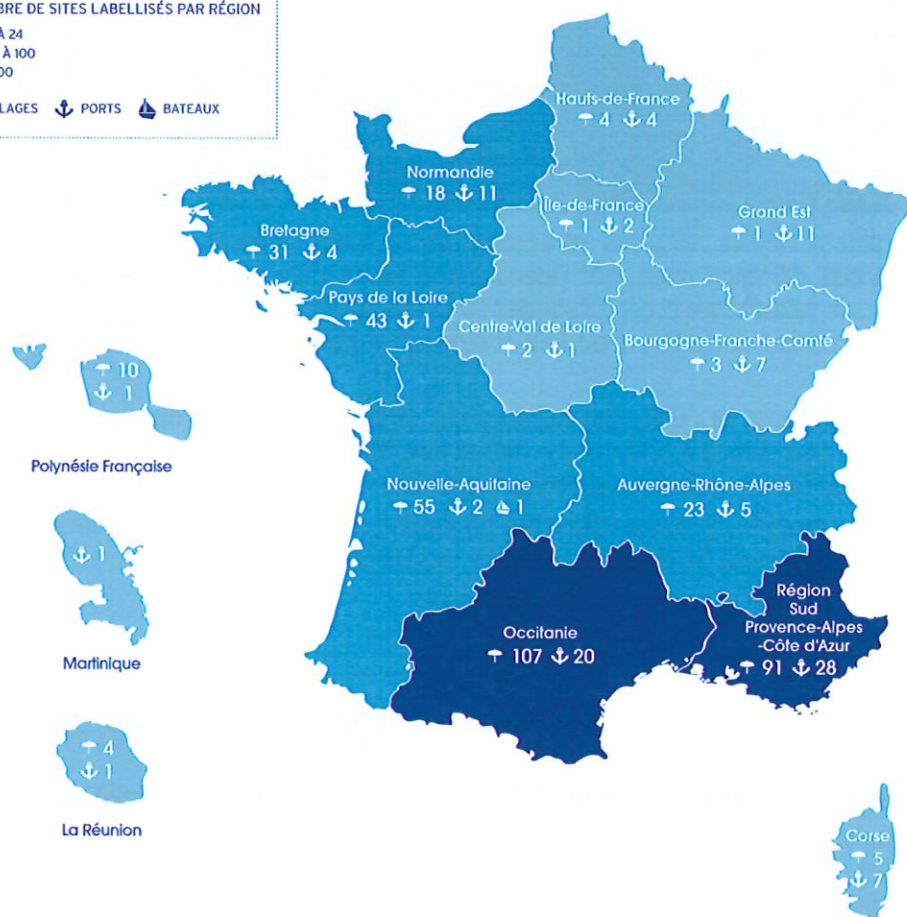 BRE DE SITES LABELLISÉS PAR RÉGION
À 24
À 100
00
LAGES PORTS BATEAUX
Hauts-de-France
4 4
Normandie
18 11
Île-de-France
1 2
Grand Est
1 11
Bretagne
31 4
Pays de la Loire
43 1
Centre-Val de Loire
2 1
Bourgogne-Franche-Comté
3 7
10
1
Polynésie Française
Nouvelle-Aquitaine
55 2 1
Auvergne-Rhône-Alpes
23 5
1
Martinique
Région
Sud
Provence-Alpes
-Côte d'Azur
91 28
Occitanie
107 20
4
1
La Réunion
Corse
5
7